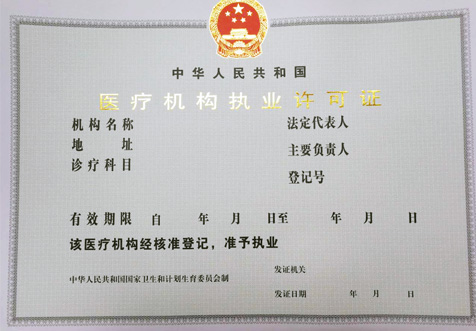 中华人民共和国
医疗机构执业许可证
机构名称 法定代表人
地 址 主要负责人
诊疗科目 登记号
有效期限 自 年 月 日至 年 月 日
该医疗机构经核准登记，准予执业
中华人民共和国国家卫生和计划生育委员会制 发证机关
发证日期 年 月 日